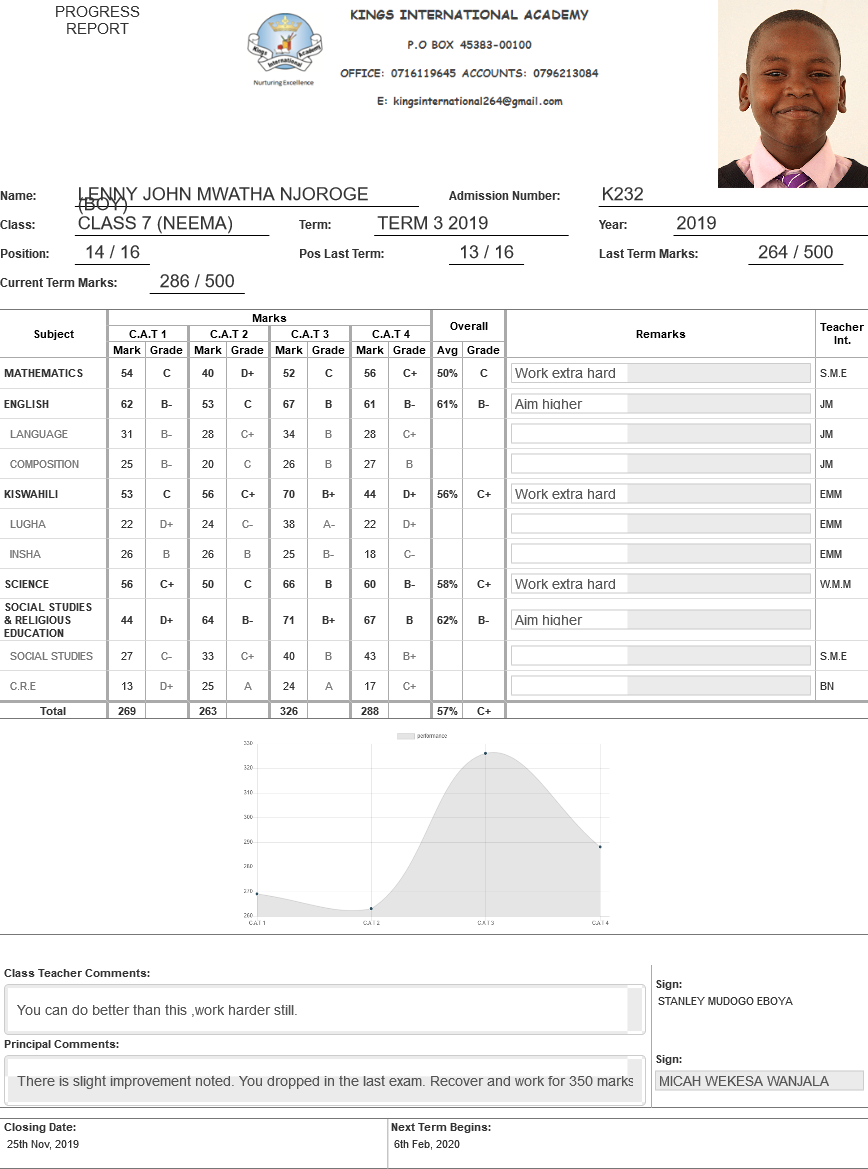 PROGRESS
REPORT
KINGS INTERNATIONAL ACADEMY
P.O BOX 45383-00100
OFFICE: 0716119645 ACCOUNTS: 0796213084
E: kingsinternational264@gmail.com
Kings International Academy
Nurturing Excellence
Name: LENNY JOHN MWATHA NJOROGE (BOY) Admission Number: K232
Class: CLASS 7 (NEEMA) Term: TERM 3 2019 Year: 2019
Position: 14 / 16 Pos Last Term: 13 / 16 Last Term Marks: 264 / 500
Current Term Marks: 286 / 500
Subject Marks Overall Remarks Teacher Int.
C.A.T 1 C.A.T 2 C.A.T 3 C.A.T 4
Mark Grade Mark Grade Mark Grade Mark Grade Avg Grade
MATHEMATICS 54 C 40 D+ 52 C 56 C+ 50% C Work extra hard S.M.E
ENGLISH 62 B- 53 C 67 B 61 B- 61% B- Aim higher JM
LANGUAGE 31 B- 28 C+ 34 B 28 C+ JM
COMPOSITION 25 B- 20 C 26 B 27 B JM
KISWAHILI 53 C 56 C+ 70 B+ 44 D+ 56% C+ Work extra hard EMM
LUGHA 22 D+ 24 C- 38 A- 22 D+ EMM
INSHA 26 B 26 B 25 B- 18 C- EMM
SCIENCE 56 C+ 50 C 66 B 60 B- 58% C+ Work extra hard W.M.M
SOCIAL STUDIES & RELIGIOUS EDUCATION 44 D+ 64 B- 71 B+ 67 B 62% B- Aim higher
SOCIAL STUDIES 27 C- 33 C+ 40 B 43 B+ S.M.E
C.R.E 13 D+ 25 A 24 A 17 C+ BN
Total 269 263 326 288 57% C+
performance
330
320
310
300
290
280
270
260
C.A.T 1 C.A.T 2 C.A.T 3 C.A.T 4
Class Teacher Comments:
You can do better than this ,work harder still.
Sign:
STANLEY MUDOGO EBOYA
Principal Comments:
There is slight improvement noted. You dropped in the last exam. Recover and work for 350 marks
Sign:
MICAH WEKESA WANJALA
Closing Date: Next Term Begins:
25th Nov, 2019 6th Feb, 2020